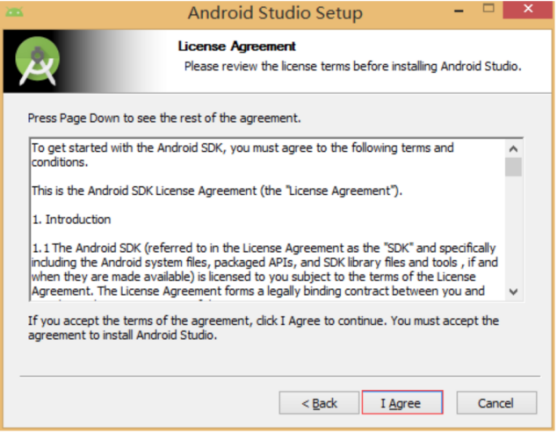 Android Studio Setup
License Agreement
Please review the license terms before installing Android Studio.
Press Page Down to see the rest of the agreement.
To get started with the Android SDK, you must agree to the following terms and
conditions.
This is the Android SDK License Agreement (the "License Agreement").
1. Introduction
1.1 The Android SDK (referred to in the License Agreement as the "SDK" and specifically
including the Android system files, packaged APIs, and SDK library files and tools , if and
when they are made available) is licensed to you subject to the terms of the License
Agreement. The License Agreement forms a legally binding contract between you and
If you accept the terms of the agreement, click I Agree to continue. You must accept the
agreement to install Android Studio.
< Back
I Agree
Cancel